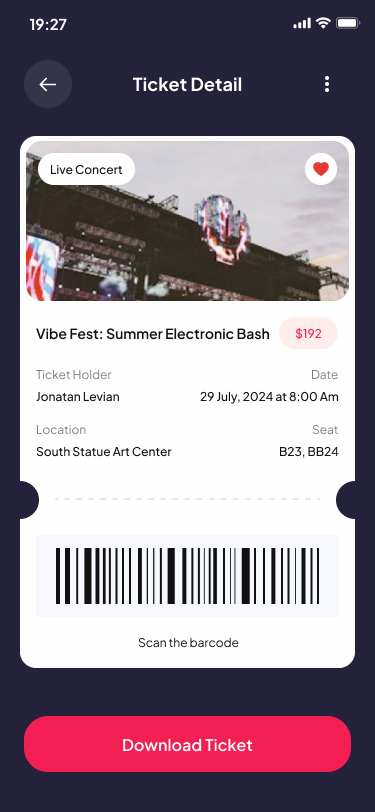 19:27
Ticket Detail
Live Concert
Vibe Fest: Summer Electronic Bash
$192
Ticket Holder
Date
Jonatan Levian
29 July, 2024 at 8:00 Am
Location
Seat
South Statue Art Center
B23, BB24
Scan the barcode
Download Ticket